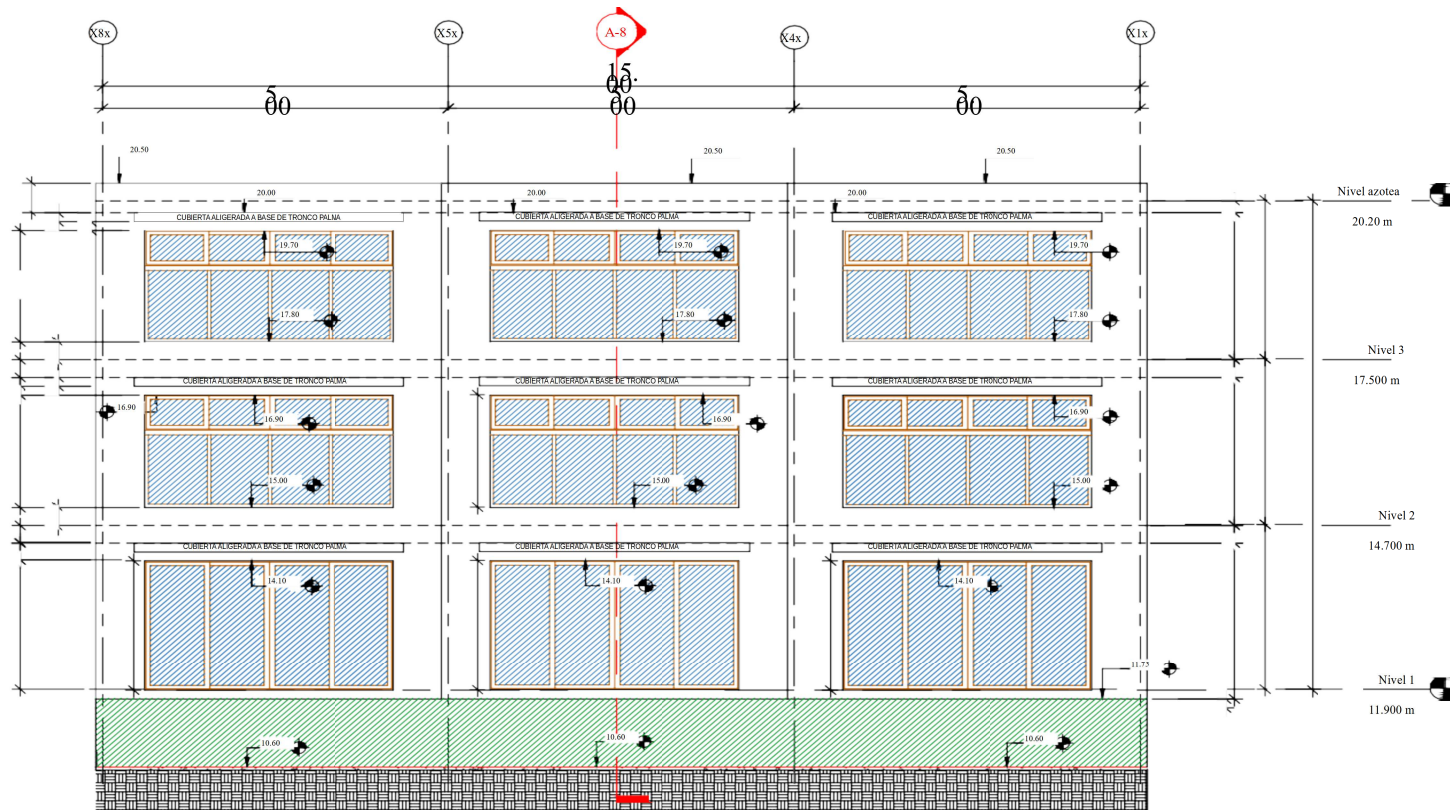 X8x
X5x
A-8
X4x
X1x
15.
00
5.
00
5.
00
5.
00
20.50
20.50
20.50
Nivel azotea
20.20 m
20.00
20.00
20.00
CUBIERTA ALIGERADA A BASE DE TRONCO PALMA
CUBIERTA ALIGERADA A BASE DE TRONCO PALMA
CUBIERTA ALIGERADA A BASE DE TRONCO PALMA
19.70
19.70
19.70
17.80
17.80
17.80
Nivel 3
17.500 m
CUBIERTA ALIGERADA A BASE DE TRONCO PALMA
CUBIERTA ALIGERADA A BASE DE TRONCO PALMA
CUBIERTA ALIGERADA A BASE DE TRONCO PALMA
16.90
16.90
16.90
16.90
15.00
15.00
15.00
Nivel 2
14.700 m
CUBIERTA ALIGERADA A BASE DE TRONCO PALMA
CUBIERTA ALIGERADA A BASE DE TRONCO PALMA
CUBIERTA ALIGERADA A BASE DE TRONCO PALMA
14.10
14.10
14.10
11.75
Nivel 1
11.900 m
10.60
10.60
10.60